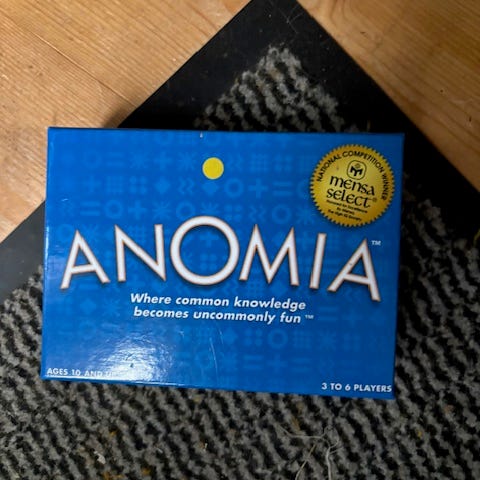 NATIONAL COMPETITION WINNER
mensa
SELECT®
ANOMIA™
Where common knowledge
becomes uncommonly fun™
AGES 10 AND
3 TO 6 PLAYERS